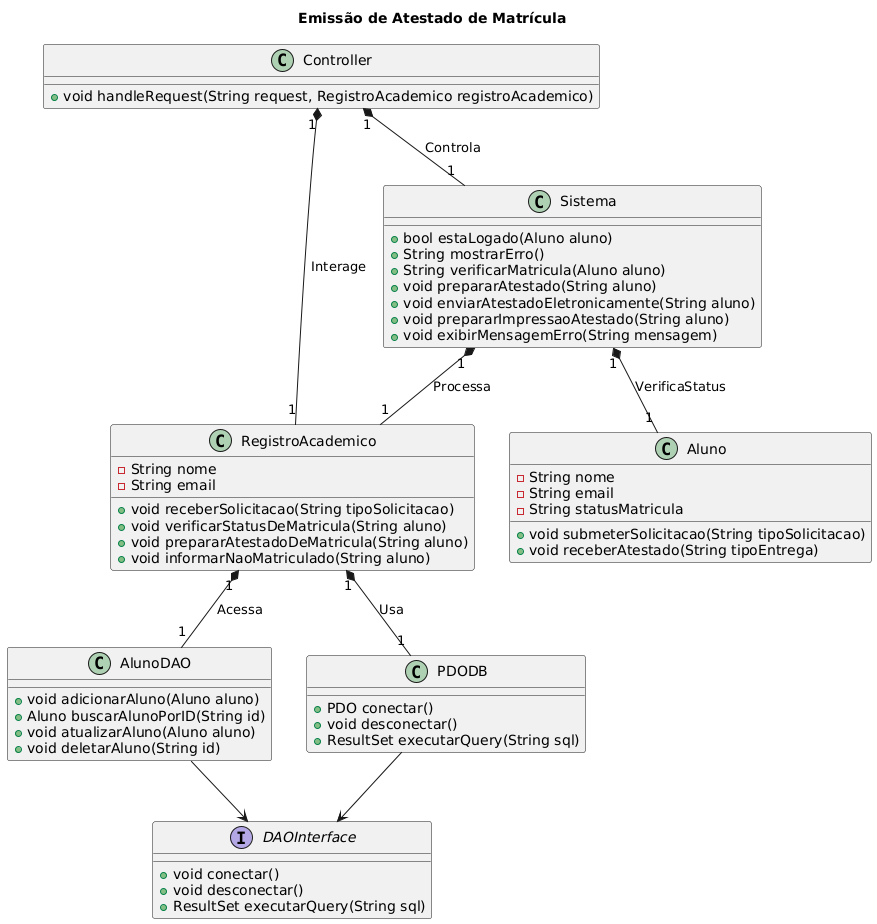 Emissão de Atestado de Matrícula
C Controller
void handleRequest(String request, RegistroAcademico registroAcademico)
1
1
Controla
1
C Sistema
bool estaLogado(Aluno aluno)
String mostrarErro()
String verificarMatricula(Aluno aluno)
void prepararAtestado(String aluno)
void enviarAtestadoEletronicamente(String aluno)
void prepararImpressaoAtestado(String aluno)
void exibirMensagemErro(String mensagem)
Interage
1
1
Processa
VerificaStatus
1
1
1
C RegistroAcademico
String nome
String email
void receberSolicitacao(String tipoSolicitacao)
void verificarStatusDeMatricula(String aluno)
void prepararAtestadoDeMatricula(String aluno)
void informarNaoMatriculado(String aluno)
C Aluno
String nome
String email
String statusMatricula
void submeterSolicitacao(String tipoSolicitacao)
void receberAtestado(String tipoEntrega)
1
1
Acessa
Usa
1
1
C AlunoDAO
void adicionarAluno(Aluno aluno)
Aluno buscarAlunoPorID(String id)
void atualizarAluno(Aluno aluno)
void deletarAluno(String id)
C PDODB
PDO conectar()
void desconectar()
ResultSet executarQuery(String sql)
I DAOInterface
void conectar()
void desconectar()
ResultSet executarQuery(String sql)